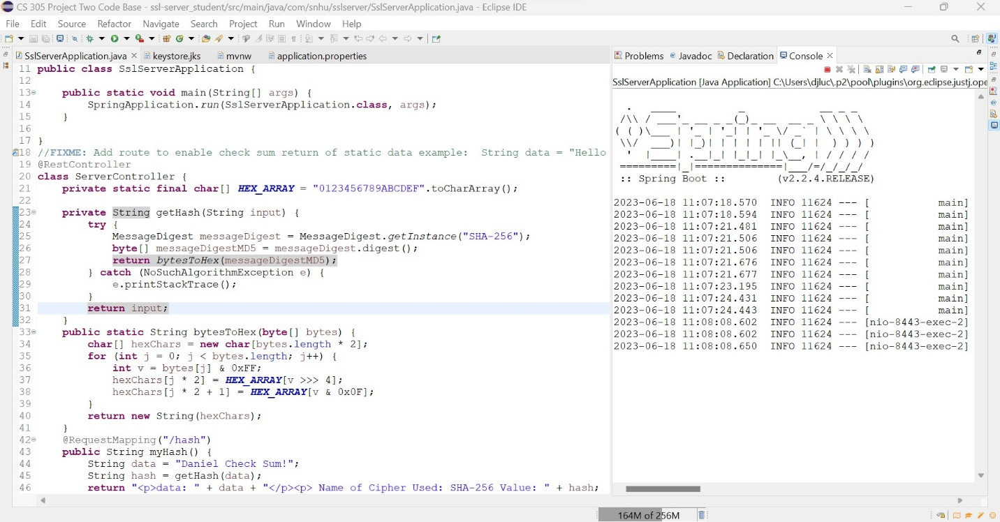 CS 305 Project Two Code Base - ssl-server_student/src/main/java/com/snhu/sslserver/SslServerApplication.java - Eclipse IDE
File Edit Source Refactor Navigate Search Project Run Window Help
SslServerApplication.java keystore.jks mvnw application.properties
11 public class SslServerApplication {
12
13 public static void main(String[] args) {
14 SpringApplication.run(SslServerApplication.class, args);
15 }
16
17 }
18 //FIXME: Add route to enable check sum return of static data example:  String data = "Hello
19 @RestController
20 class ServerController {
21 private static final char[] HEX_ARRAY = "0123456789ABCDEF".toCharArray();
22
23 private String getHash(String input) {
24 try {
25 MessageDigest messageDigest = MessageDigest.getInstance("SHA-256");
26 byte[] messageDigestMD5 = messageDigest.digest();
27 return bytesToHex(messageDigestMD5);
28 } catch (NoSuchAlgorithmException e) {
29 e.printStackTrace();
30 }
31 return input;
32 }
33 public static String bytesToHex(byte[] bytes) {
34 char[] hexChars = new char[bytes.length * 2];
35 for (int j = 0; j < bytes.length; j++) {
36 int v = bytes[j] & 0xFF;
37 hexChars[j * 2] = HEX_ARRAY[v >>> 4];
38 hexChars[j * 2 + 1] = HEX_ARRAY[v & 0x0F];
39 }
40 return new String(hexChars);
41 }
42 @RequestMapping("/hash")
43 public String myHash() {
44 String data = "Daniel Check Sum!";
45 String hash = getHash(data);
46 return "<p>data: " + data + "</p><p> Name of Cipher Used: SHA-256 Value: " + hash;
Problems Javadoc Declaration Console
SslServerApplication [Java Application] C:\Users\djluc\.p2\pool\plugins\org.eclipse.justj.ope
Spring
:: Spring Boot :: (v2.2.4.RELEASE)
2023-06-18 11:07:18.570 INFO 11624 --- [ main]
2023-06-18 11:07:18.594 INFO 11624 --- [ main]
2023-06-18 11:07:21.481 INFO 11624 --- [ main]
2023-06-18 11:07:21.506 INFO 11624 --- [ main]
2023-06-18 11:07:21.506 INFO 11624 --- [ main]
2023-06-18 11:07:21.676 INFO 11624 --- [ main]
2023-06-18 11:07:21.677 INFO 11624 --- [ main]
2023-06-18 11:07:23.195 INFO 11624 --- [ main]
2023-06-18 11:07:24.431 INFO 11624 --- [ main]
2023-06-18 11:07:24.443 INFO 11624 --- [ main]
2023-06-18 11:08:08.602 INFO 11624 --- [nio-8443-exec-2]
2023-06-18 11:08:08.602 INFO 11624 --- [nio-8443-exec-2]
2023-06-18 11:08:08.650 INFO 11624 --- [nio-8443-exec-2]
164M of 256M